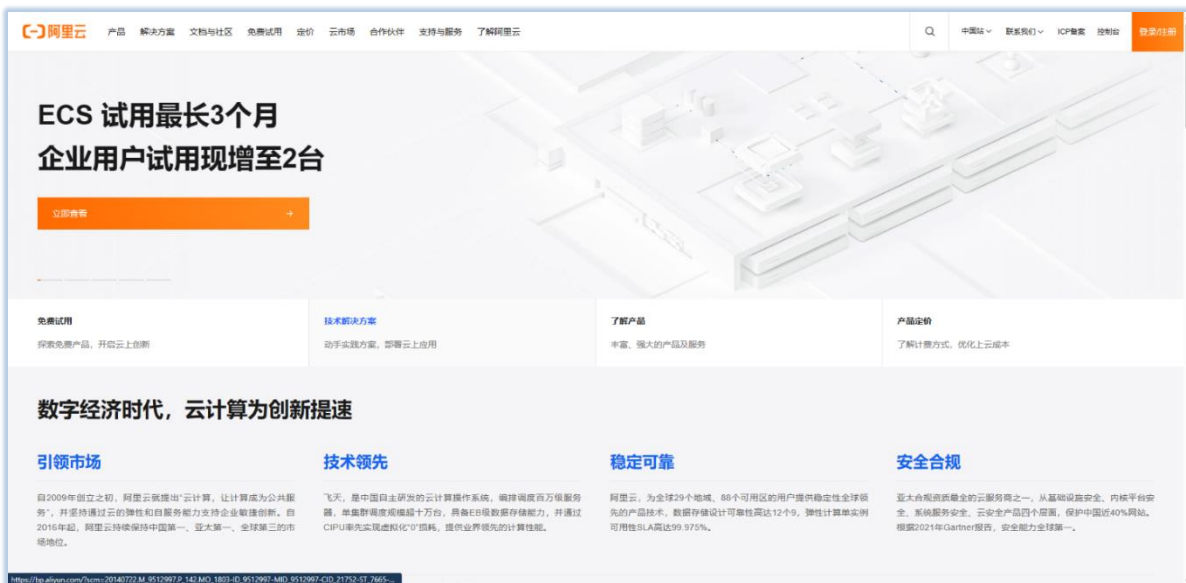 阿里云 产品 解决方案 文档与社区 免费试用 定价 云市场 合作伙伴 支持与服务 了解阿里云 中国站 联系我们 ICP备案 控制台 登录/注册
ECS 试用最长3个月
企业用户试用现增至2台
立即查看
免费试用 技术解决方案 了解产品 产品定价
探索免费产品，开启云上创新 动手实践方案，部署云上应用 丰富、强大的产品及服务 了解计费方式、优化上云成本
数字经济时代，云计算为创新提速
引领市场
自2009年创立之初，阿里云就提出“云计算，让计算成为公共服
务”，并坚持通过云的弹性和自服务能力支持企业敏捷创新。自
2016年起，阿里云持续保持中国第一、亚太第一、全球第三的市
场地位。
技术领先
飞天，是中国自主研发的云计算操作系统，编排调度百万级服务
器，单集群调度规模超十万台，具备EB级数据存储能力，并通过
CIPU率先实现虚拟化“0”损耗，提供业界领先的计算性能。
稳定可靠
阿里云，为全球29个地域、88个可用区的用户提供稳定性全球领
先的产品技术，数据存储设计可靠性高达12个9，弹性计算单实例
可用性SLA高达99.975%。
安全合规
亚太合规资质最全的云服务商之一，从基础设施安全、内核平台安
全、系统服务安全、云安全产品四个层面，保护中国近40%网站。
根据2021年Gartner报告，安全能力全球第一。
https://bp.aliyun.com/?scm=20140722.M_9512997.P_142.MO_1803-ID_9512997-MID_9512997-CID_21752-ST_7665-...